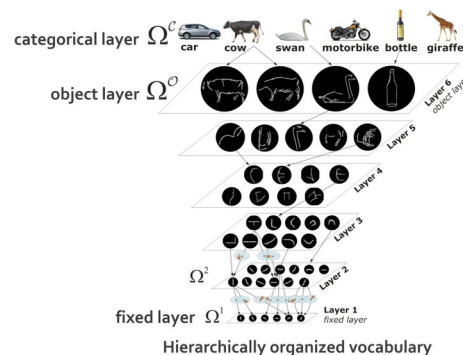 categorical layer Ω^C
car cow swan motorbike bottle giraffe
object layer Ω^O
Layer 6
object layer
Layer 5
Layer 4
Layer 3
Ω²
Layer 2
fixed layer Ω¹
Layer 1
fixed layer
Hierarchically organized vocabulary